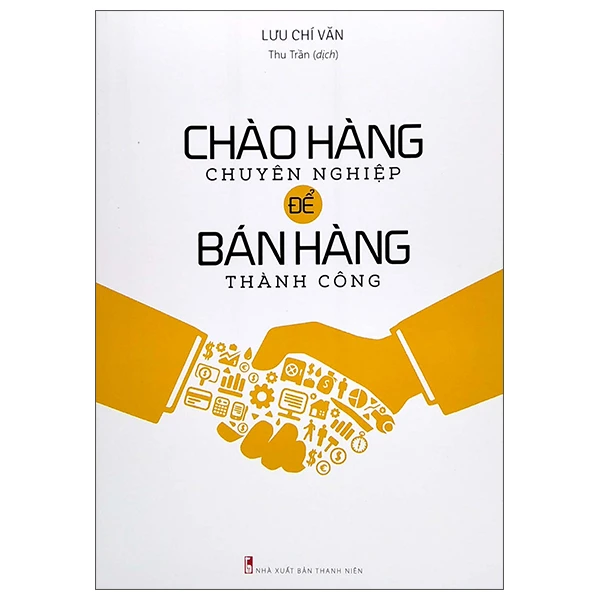 LƯU CHÍ VĂN
Thu Trần (dịch)
CHÀO HÀNG
CHUYÊN NGHIỆP
ĐỂ
BÁN HÀNG
THÀNH CÔNG
NHÀ XUẤT BẢN THANH NIÊN